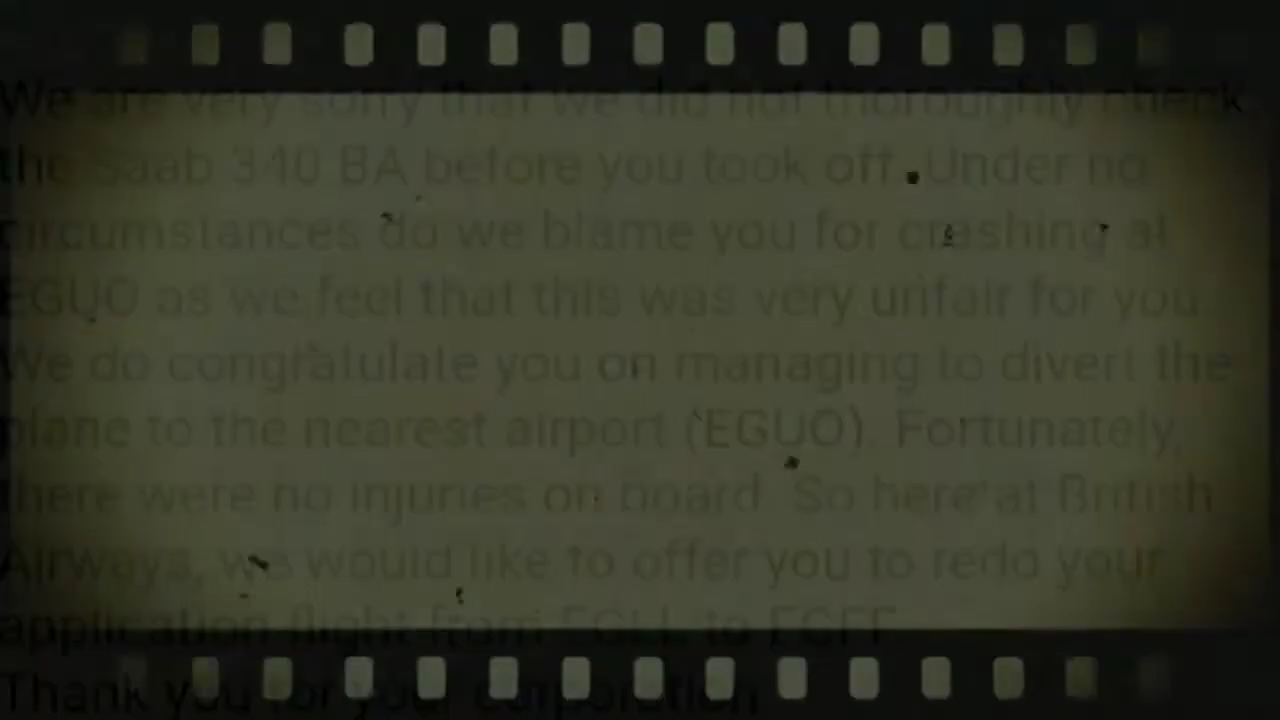 We are very sorry that we did not thoroughly check
the Saab 340 BA before you took off. Under no
circumstances do we blame you for crashing at
EGUO as we feel that this was very unfair for you.
We do congratulate you on managing to divert the
plane to the nearest airport (EGUO). Fortunately,
there were no injuries on board. So here at British
Airways, we would like to offer you to redo your
application flight from EGLL to EGFF
Thank you for your corporation